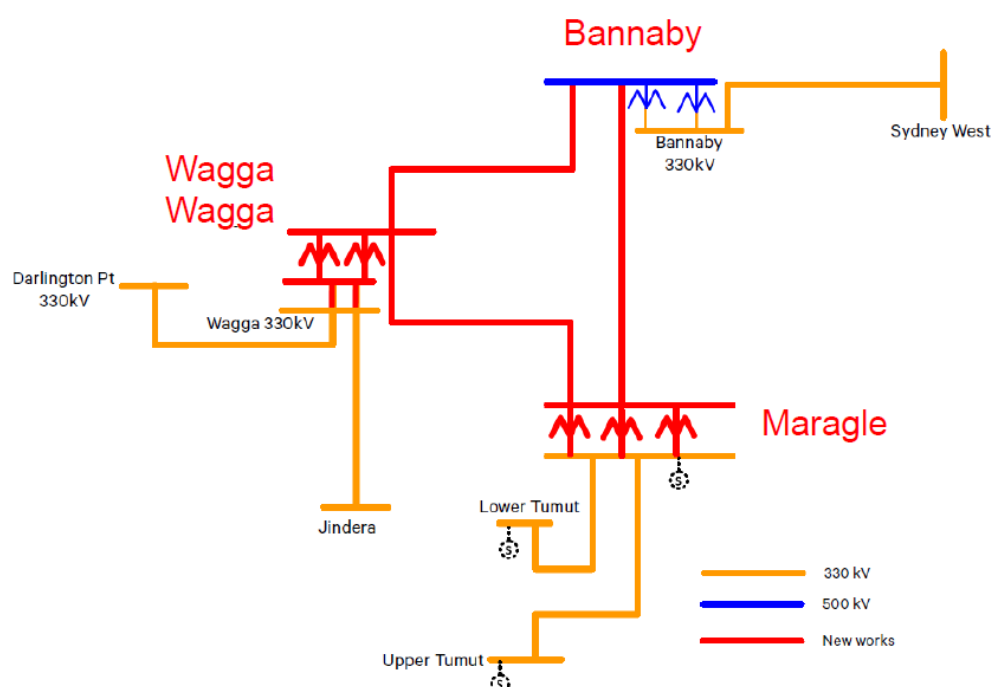 Bannaby
Sydney West
Bannaby
330kV
Wagga
Wagga
Darlington Pt
330kV
Wagga 330kV
Maragle
S
Lower Tumut
S
Jindera
330 kV
500 kV
New works
Upper Tumut
S